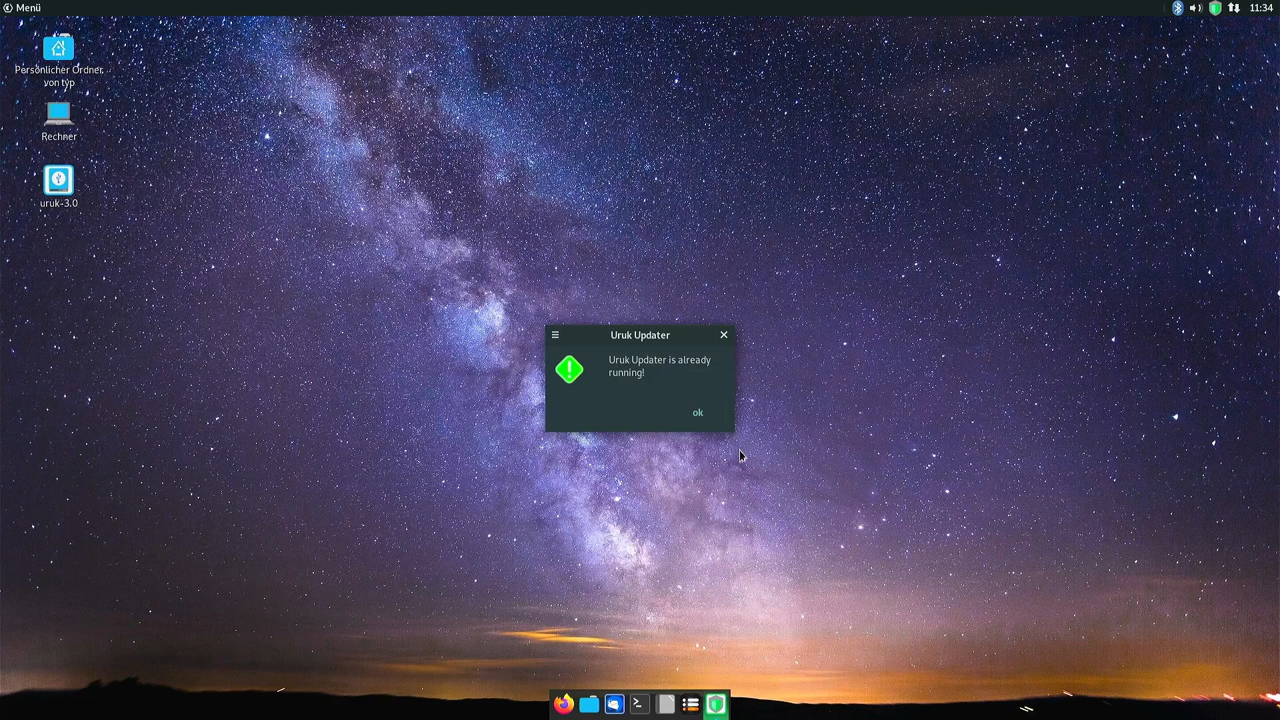 Menü
11:34
Persönlicher Ordner
von typ
Rechner
uruk-3.0
Uruk Updater
Uruk Updater is already
running!
ok